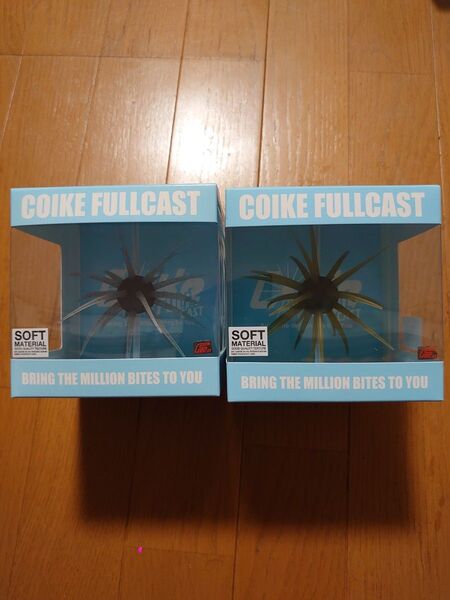 COIKE FULLCAST
SOFT
MATERIAL
BRING THE MILLION BITES TO YOU
COIKE FULLCAST
SOFT
MATERIAL
BRING THE MILLION BITES TO YOU